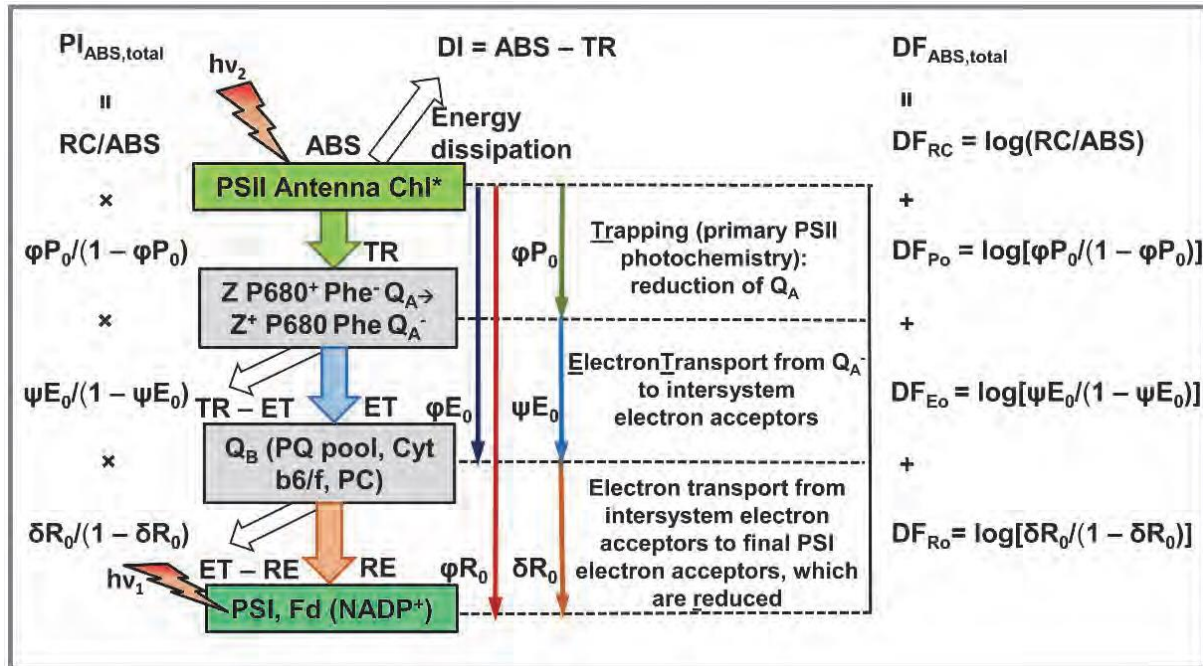 PI_ABS,total
=
RC/ABS
×
φP₀/(1 – φP₀)
×
ψE₀/(1 – ψE₀)
×
δR₀/(1 – δR₀)
hν₂
DI = ABS – TR
ABS
Energy
dissipation
PSII Antenna Chl*
TR
Z P680⁺ Phe⁻ Q_A→
Z⁺ P680 Phe Q_A⁻
TR – ET
ET
Q_B (PQ pool, Cyt
b6/f, PC)
ET – RE
RE
hν₁
PSI, Fd (NADP⁺)
φE₀
φR₀
φP₀
ψE₀
δR₀
Trapping (primary PSII
photochemistry):
reduction of Q_A
ElectronTransport from Q_A⁻
to intersystem
electron acceptors
Electron transport from
intersystem electron
acceptors to final PSI
electron acceptors, which
are reduced
DF_ABS,total
=
DF_RC = log(RC/ABS)
+
DF_Po = log[φP₀/(1 – φP₀)]
+
DF_Eo = log[ψE₀/(1 – ψE₀)]
+
DF_Ro= log[δR₀/(1 – δR₀)]